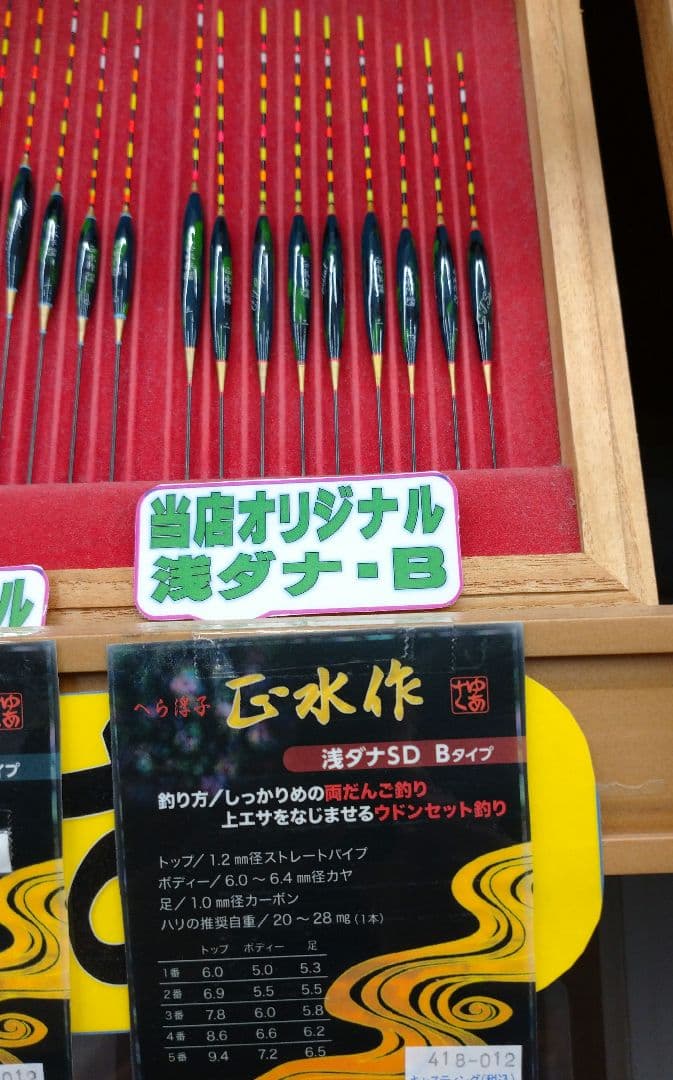 当店オリジナル
浅ダナ・B
ル
へら浮子 正水作
ゆあさく
浅ダナSD Bタイプ
釣り方／しっかりめの両だんご釣り
上エサをなじませるウドンセット釣り
トップ／1.2㎜径ストレートパイプ
ボディー／6.0〜6.4㎜径カヤ
足／1.0㎜径カーボン
ハリの推奨自重／20〜28㎎(1本)
トップ ボディー 足
1番 6.0 5.0 5.3
2番 6.9 5.5 5.5
3番 7.8 6.0 5.8
4番 8.6 6.6 6.2
5番 9.4 7.2 6.5
418-012
イプ